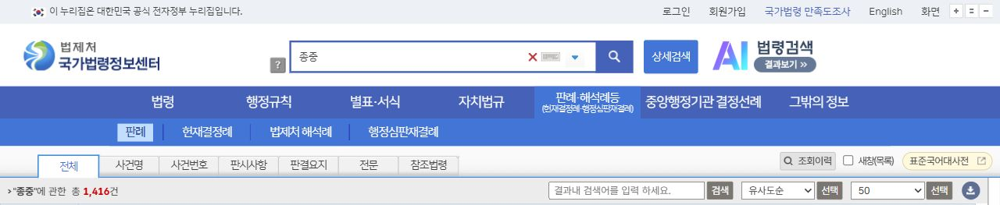 이 누리집은 대한민국 공식 전자정부 누리집입니다.
로그인 회원가입 국가법령 만족도조사 English 화면
법제처
국가법령정보센터
? 종중 상세검색
AI 법령검색
결과보기 »
법령 행정규칙 별표·서식 자치법규 판례·해석례등 중앙행정기관 결정선례 그밖의 정보
(헌재결정례·행정심판재결례)
판례 헌재결정례 법제처 해석례 행정심판재결례
전체 사건명 사건번호 판시사항 판결요지 전문 참조법령 조회이력 새창(목록) 표준국어대사전
> "종중"에 관한 총 1,416건 결과내 검색어를 입력 하세요. 검색 유사도순 선택 50 선택